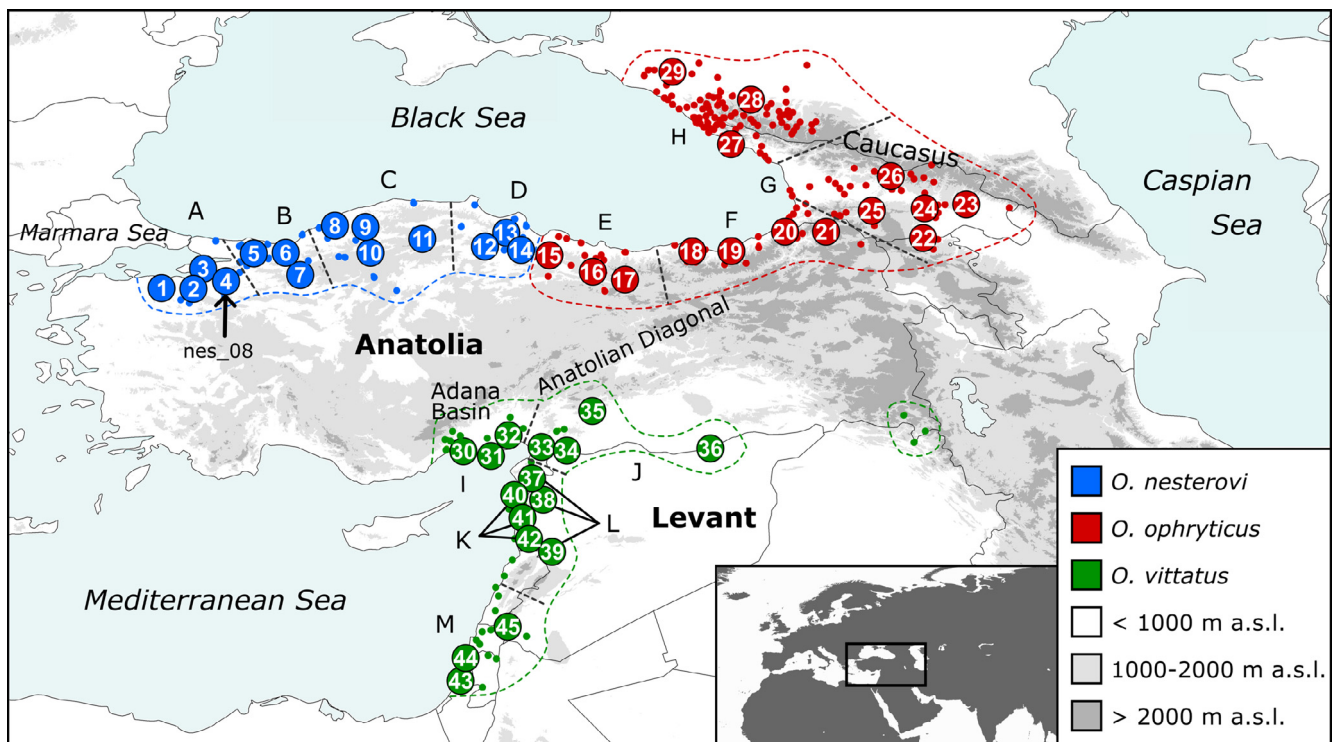 29
28
Black Sea
H
27
Caucasus
Caspian
Sea
C
D
G
26
A
B
8
9
E
F
25
24
23
Marmara Sea
3
5
6
10
11
12
13
14
15
18
19
20
21
22
1
2
4
7
16
17
nes_08
Anatolia
Anatolian Diagonal
Adana
Basin
35
32
30
31
33
34
36
I
J
37
40
38
41
K
L
Levant
42
39
Mediterranean Sea
M
45
44
43
O. nesterovi
O. ophryticus
O. vittatus
< 1000 m a.s.l.
1000-2000 m a.s.l.
> 2000 m a.s.l.